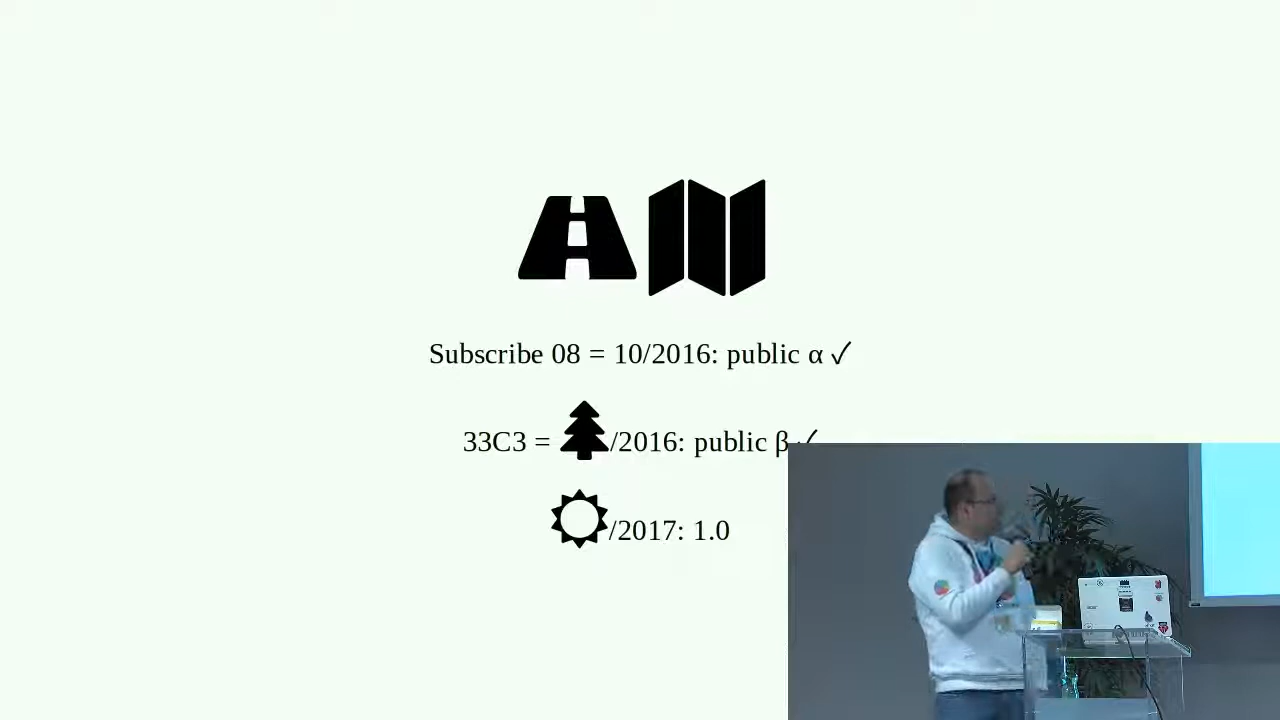 Subscribe 08 = 10/2016: public α ✓
33C3 = /2016: public β ✓
/2017: 1.0